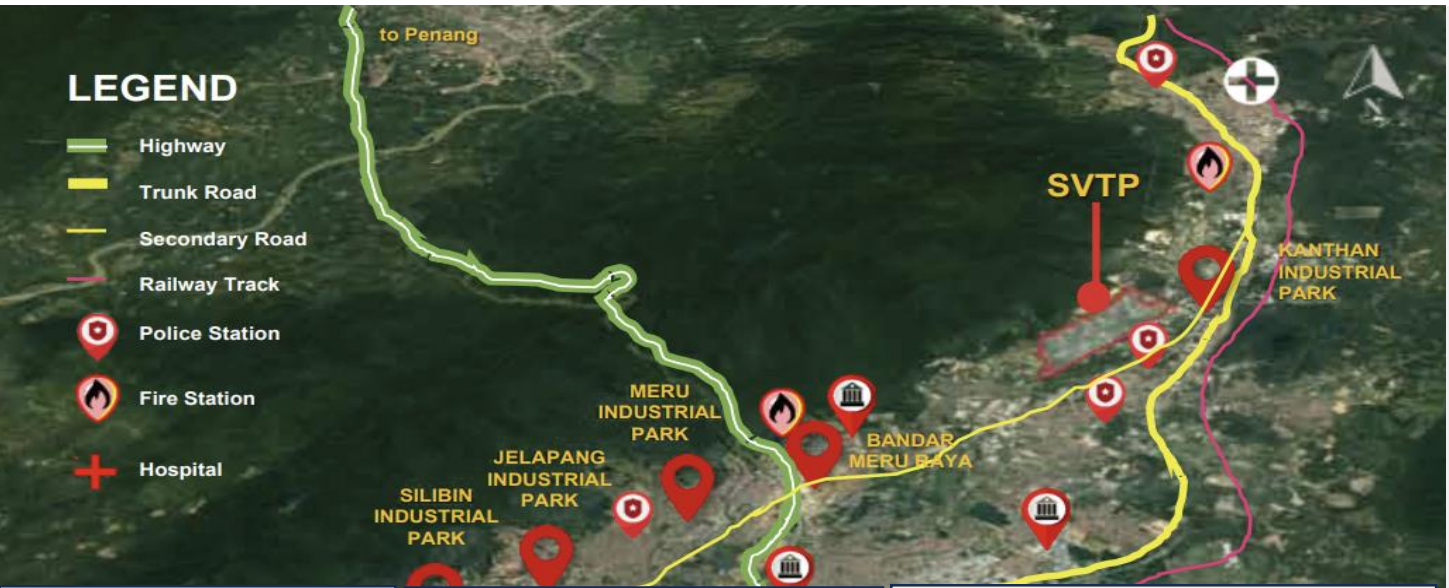 to Penang
LEGEND
Highway
Trunk Road
Secondary Road
Railway Track
Police Station
Fire Station
Hospital
N
SVTP
KANTHAN
INDUSTRIAL
PARK
MERU
INDUSTRIAL
PARK
BANDAR
MERU RAYA
JELAPANG
INDUSTRIAL
PARK
SILIBIN
INDUSTRIAL
PARK